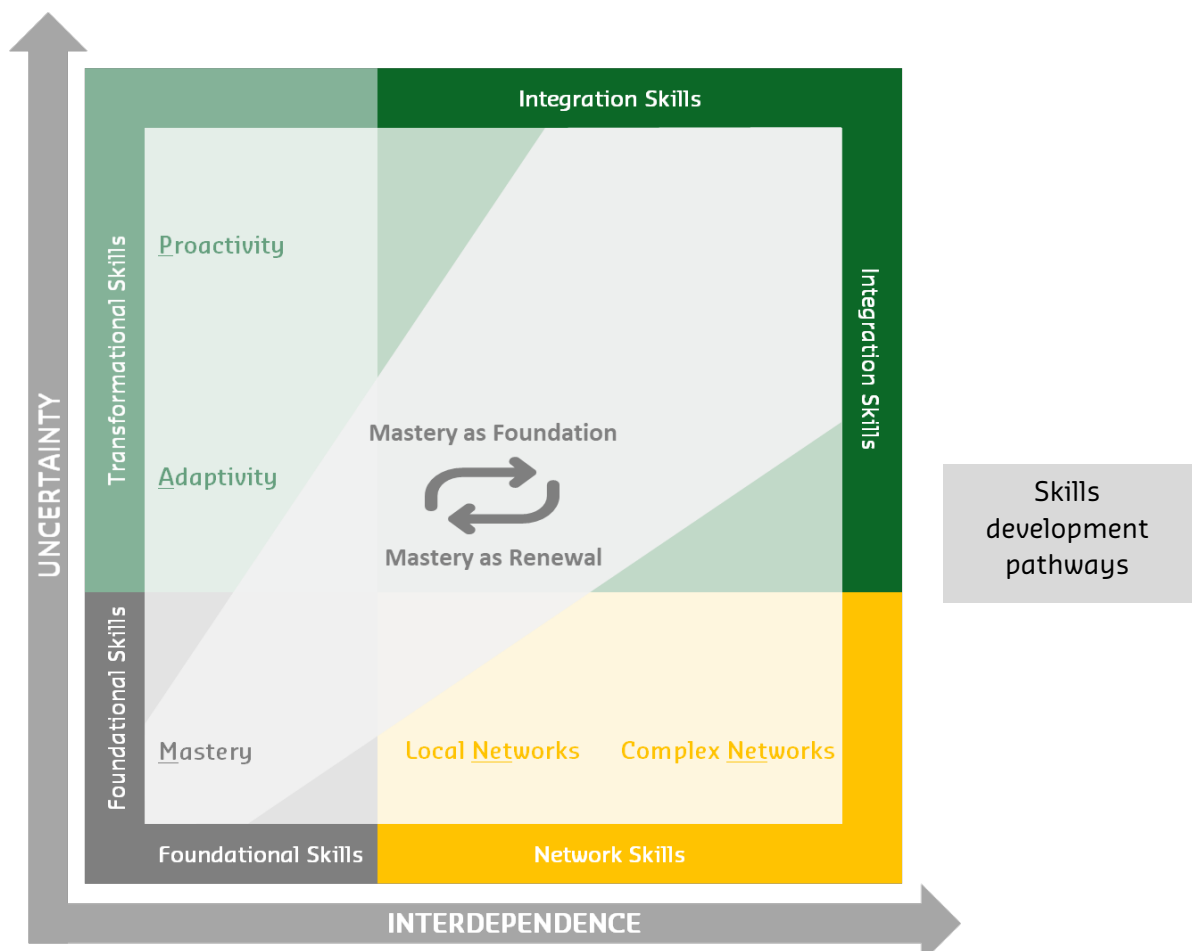 Integration Skills
Proactivity
Transformational Skills
Integration Skills
UNCERTAINTY
Mastery as Foundation
Adaptivity
Mastery as Renewal
Skills
development
pathways
Foundational Skills
Mastery
Local Networks
Complex Networks
Foundational Skills
Network Skills
INTERDEPENDENCE